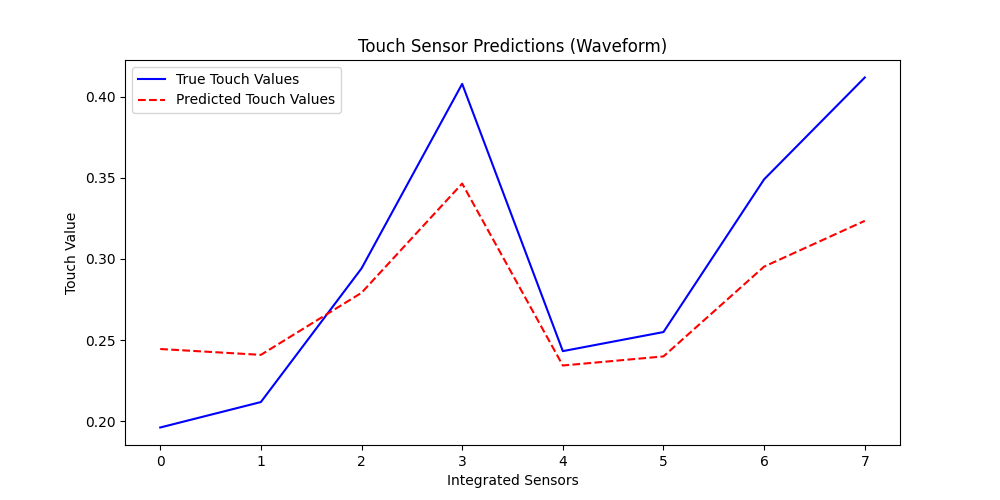 Touch Sensor Predictions (Waveform)
True Touch Values
Predicted Touch Values
Touch Value
0.40
0.35
0.30
0.25
0.20
0 1 2 3 4 5 6 7
Integrated Sensors